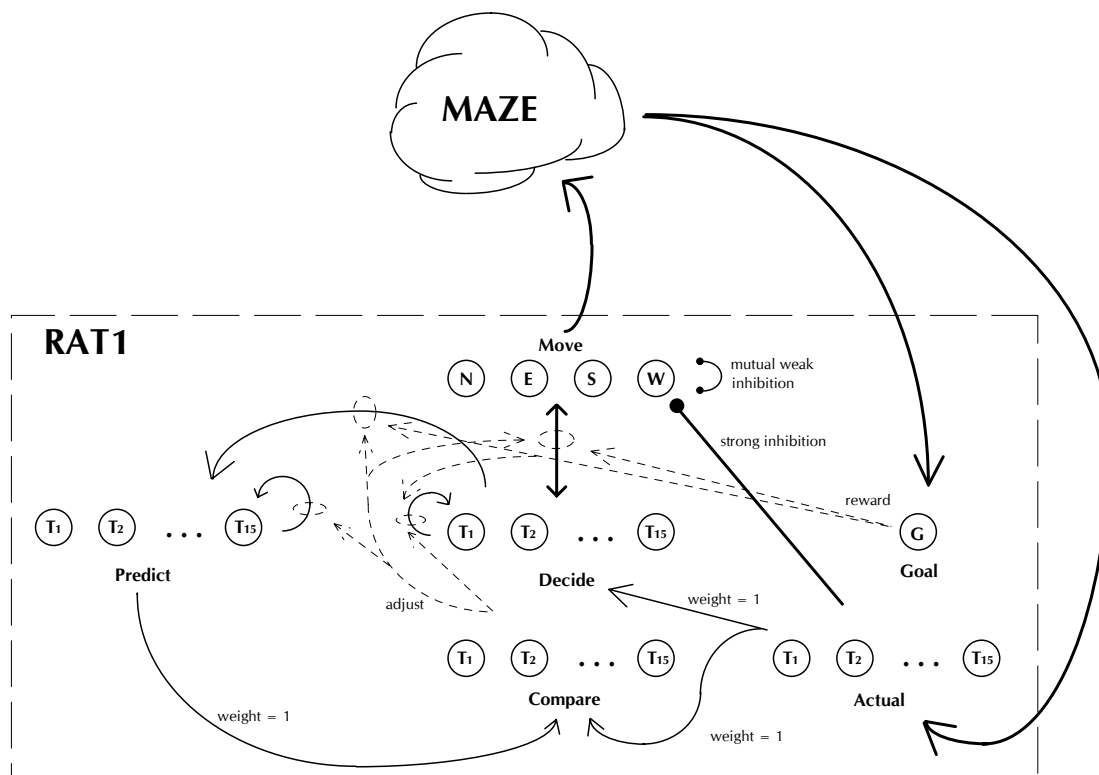 MAZE
RAT1
Move
N E S W
mutual weak
inhibition
strong inhibition
reward
T1 T2 . . . T15
Predict
T1 T2 . . . T15
Decide
G
Goal
adjust
weight = 1
T1 T2 . . . T15
Compare
T1 T2 . . . T15
Actual
weight = 1
weight = 1